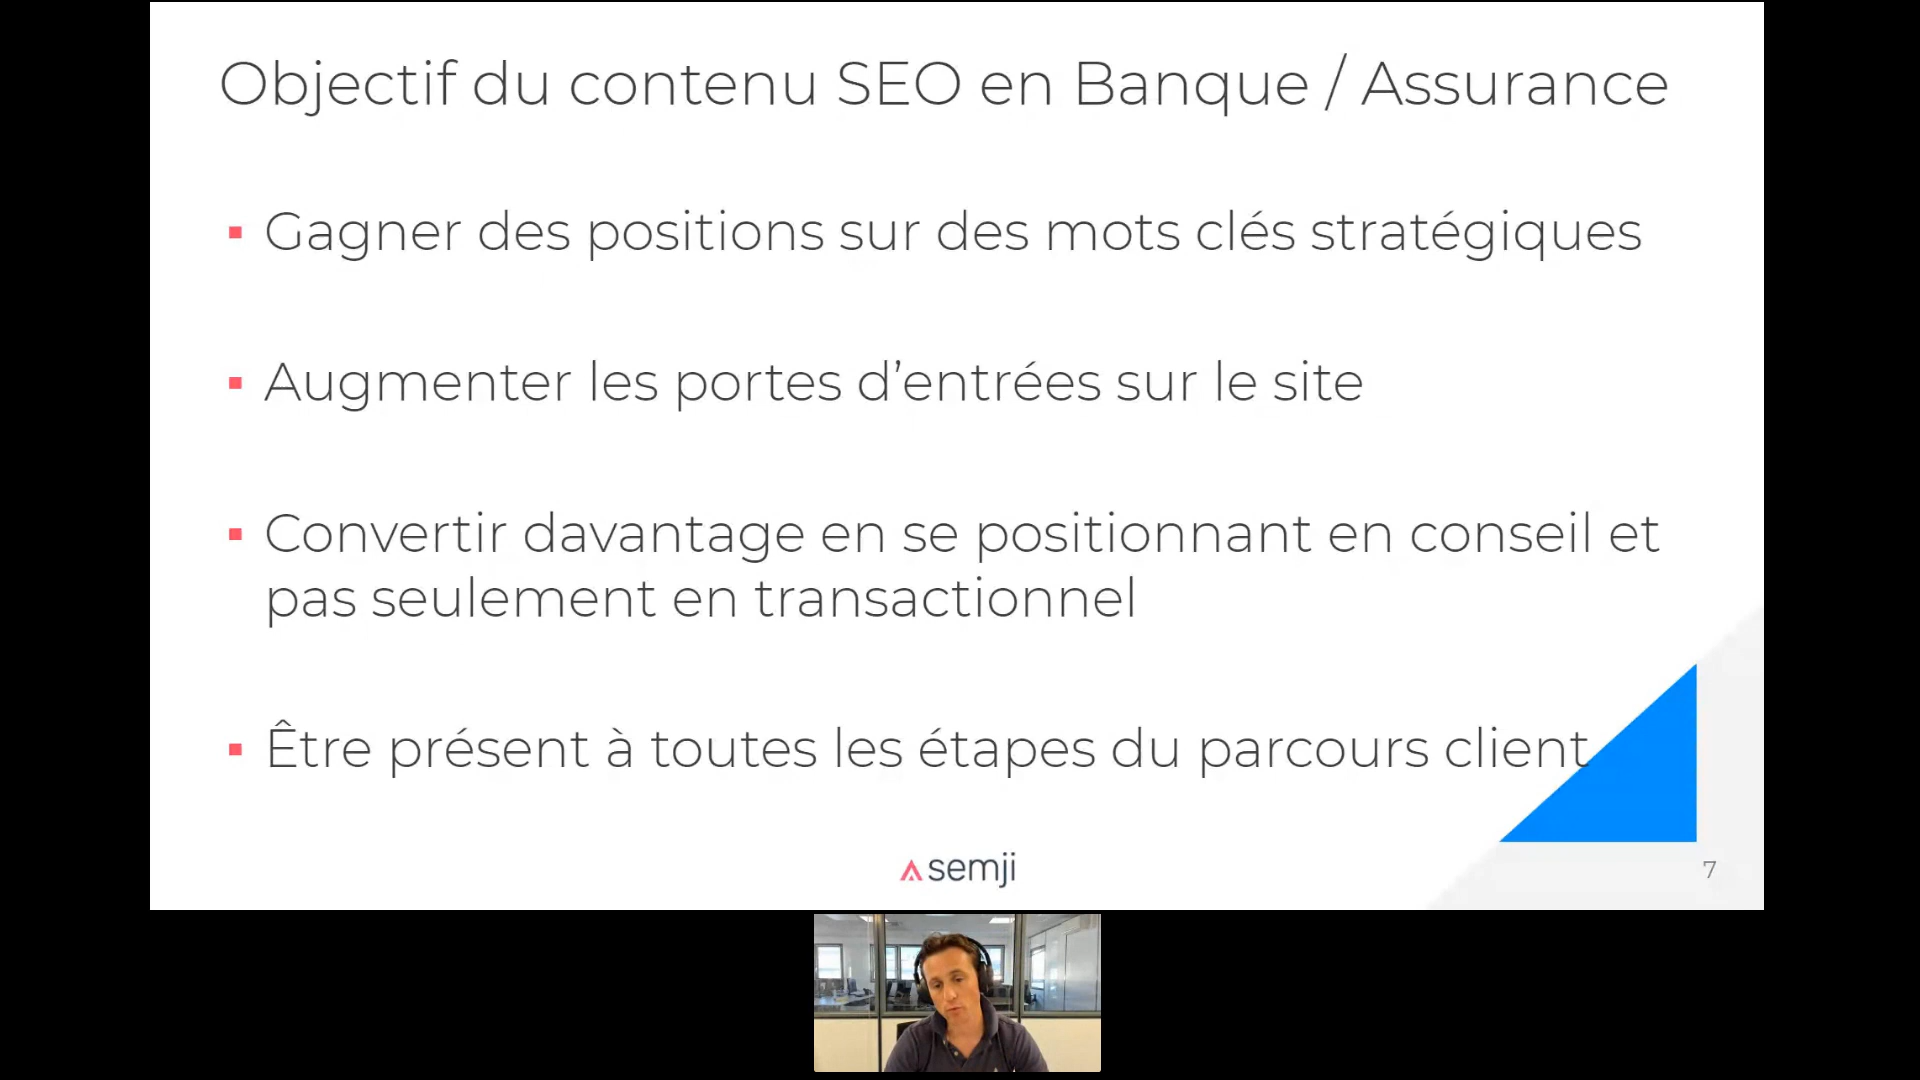 Objectif du contenu SEO en Banque / Assurance
Gagner des positions sur des mots clés stratégiques
Augmenter les portes d’entrées sur le site
Convertir davantage en se positionnant en conseil et
pas seulement en transactionnel
Être présent à toutes les étapes du parcours client
semji
7